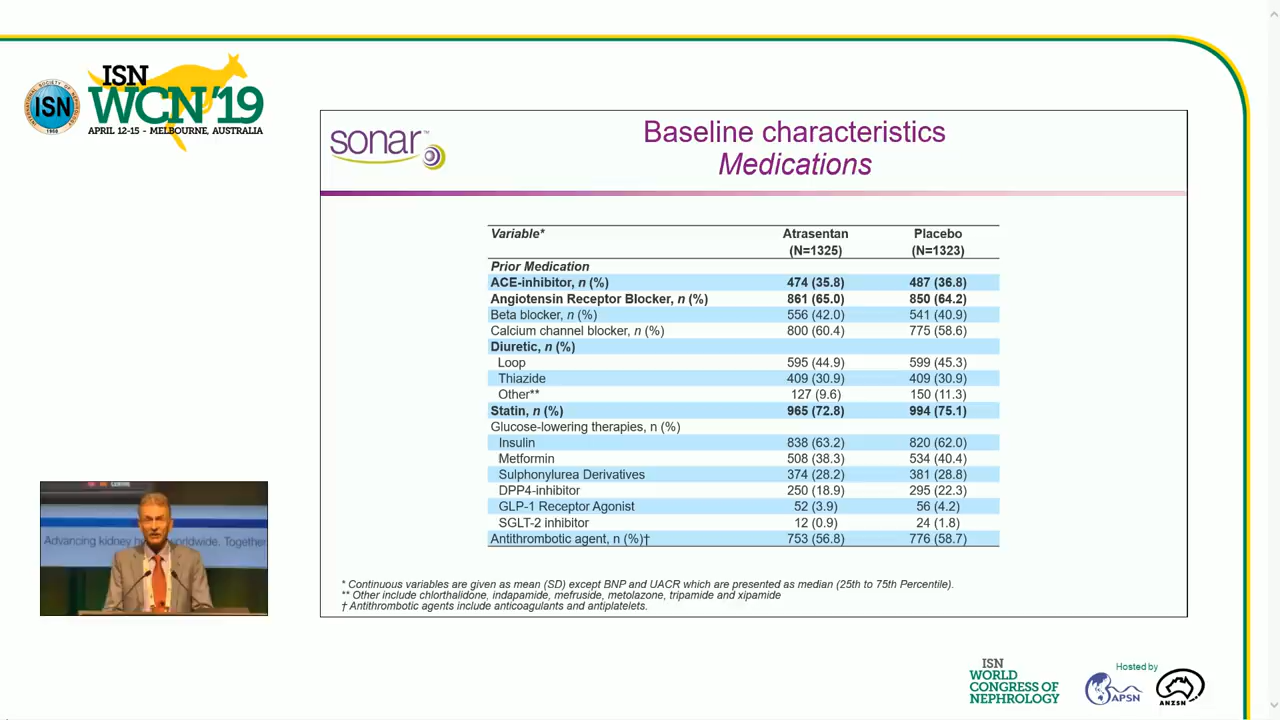 ISN
WCN'19
APRIL 12-15 - MELBOURNE, AUSTRALIA
ISN
sonar™
Baseline characteristics
Medications
Variable* Atrasentan Placebo
(N=1325) (N=1323)
Prior Medication
ACE-inhibitor, n (%) 474 (35.8) 487 (36.8)
Angiotensin Receptor Blocker, n (%) 861 (65.0) 850 (64.2)
Beta blocker, n (%) 556 (42.0) 541 (40.9)
Calcium channel blocker, n (%) 800 (60.4) 775 (58.6)
Diuretic, n (%)
Loop 595 (44.9) 599 (45.3)
Thiazide 409 (30.9) 409 (30.9)
Other** 127 (9.6) 150 (11.3)
Statin, n (%) 965 (72.8) 994 (75.1)
Glucose-lowering therapies, n (%)
Insulin 838 (63.2) 820 (62.0)
Metformin 508 (38.3) 534 (40.4)
Sulphonylurea Derivatives 374 (28.2) 381 (28.8)
DPP4-inhibitor 250 (18.9) 295 (22.3)
GLP-1 Receptor Agonist 52 (3.9) 56 (4.2)
SGLT-2 inhibitor 12 (0.9) 24 (1.8)
Antithrombotic agent, n (%)† 753 (56.8) 776 (58.7)
* Continuous variables are given as mean (SD) except BNP and UACR which are presented as median (25th to 75th Percentile).
** Other include chlorthalidone, indapamide, mefruside, metolazone, tripamide and xipamide
† Antithrombotic agents include anticoagulants and antiplatelets.
Advancing kidney worldwide. Together
ISN
WORLD
CONGRESS OF
NEPHROLOGY
Hosted by
APSN
ANZSN